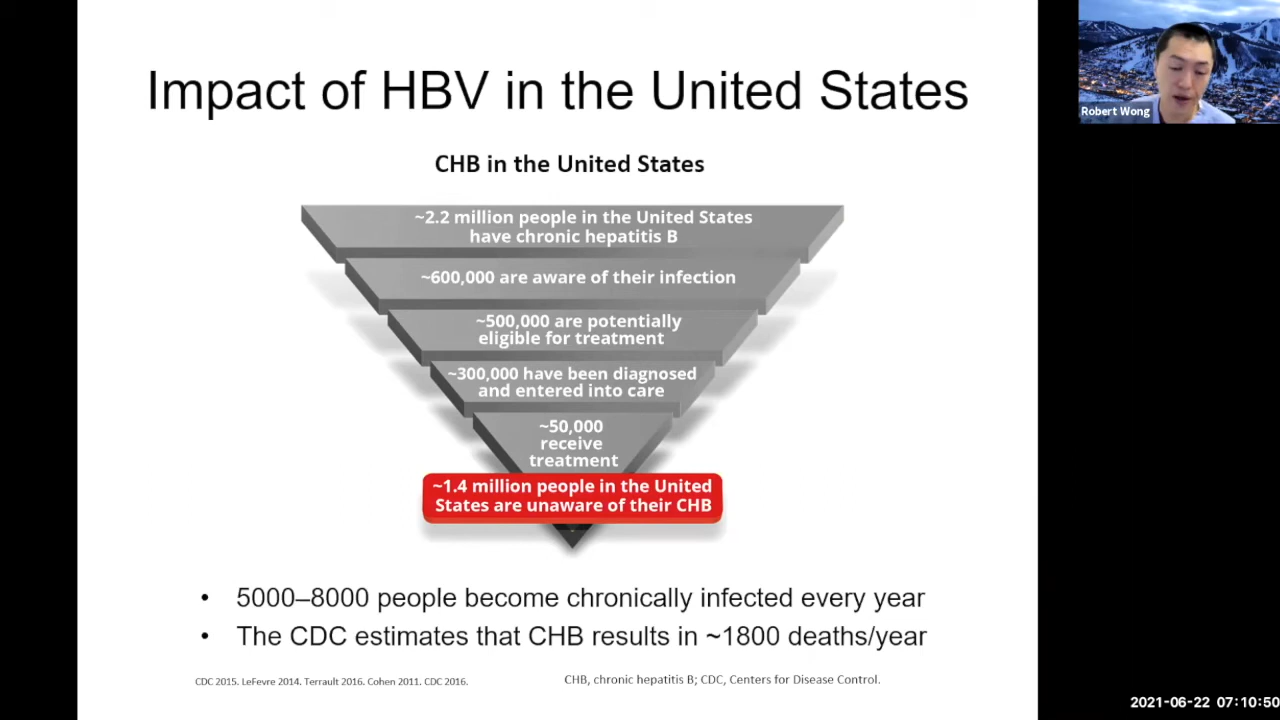 Impact of HBV in the United States
CHB in the United States
~2.2 million people in the United States
have chronic hepatitis B
~600,000 are aware of their infection
~500,000 are potentially
eligible for treatment
~300,000 have been diagnosed
and entered into care
~50,000
receive
treatment
~1.4 million people in the United
States are unaware of their CHB
• 5000–8000 people become chronically infected every year
• The CDC estimates that CHB results in ~1800 deaths/year
CDC 2015. LeFevre 2014. Terrault 2016. Cohen 2011. CDC 2016.
CHB, chronic hepatitis B; CDC, Centers for Disease Control.
Robert Wong
2021-06-22 07:10:50